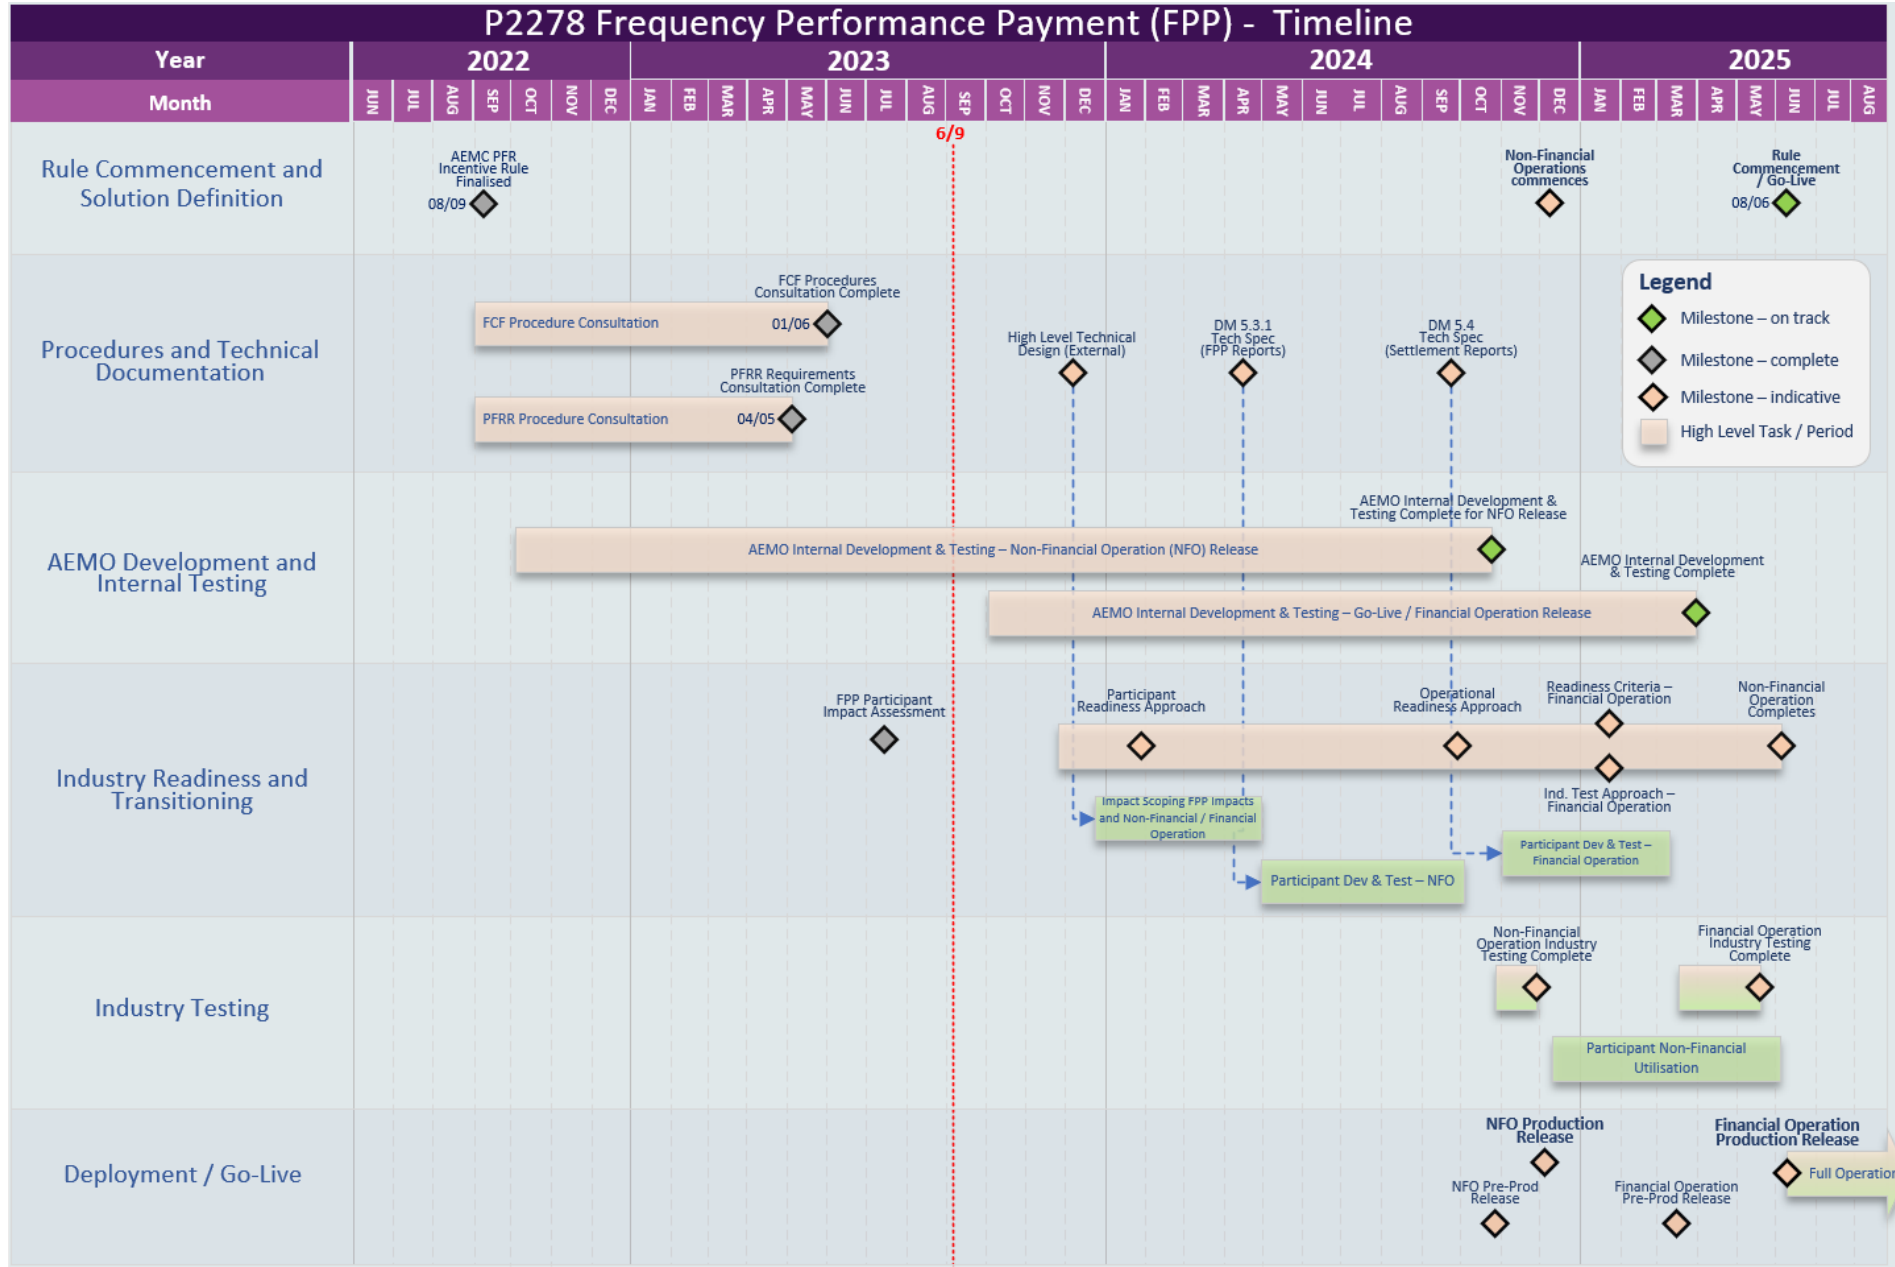 P2278 Frequency Performance Payment (FPP) - Timeline
Year
2022
2023
2024
2025
Month
JUN
JUL
AUG
SEP
OCT
NOV
DEC
JAN
FEB
MAR
APR
MAY
JUN
JUL
AUG
SEP
OCT
NOV
DEC
JAN
FEB
MAR
APR
MAY
JUN
JUL
AUG
SEP
OCT
NOV
DEC
JAN
FEB
MAR
APR
MAY
JUN
JUL
AUG
6/9
Rule Commencement and
Solution Definition
AEMC PFR
Incentive Rule
Finalised
08/09
Non-Financial
Operations
commences
Rule
Commencement
/ Go-Live
08/06
Procedures and Technical
Documentation
FCF Procedures
Consultation Complete
FCF Procedure Consultation
01/06
PFRR Requirements
Consultation Complete
PFRR Procedure Consultation
04/05
High Level Technical
Design (External)
DM 5.3.1
Tech Spec
(FPP Reports)
DM 5.4
Tech Spec
(Settlement Reports)
Legend
Milestone – on track
Milestone – complete
Milestone – indicative
High Level Task / Period
AEMO Development and
Internal Testing
AEMO Internal Development &
Testing Complete for NFO Release
AEMO Internal Development & Testing – Non-Financial Operation (NFO) Release
AEMO Internal Development
& Testing Complete
AEMO Internal Development & Testing – Go-Live / Financial Operation Release
Industry Readiness and
Transitioning
FPP Participant
Impact Assessment
Participant
Readiness Approach
Operational
Readiness Approach
Readiness Criteria –
Financial Operation
Non-Financial
Operation
Completes
Ind. Test Approach –
Financial Operation
Impact Scoping FPP Impacts
and Non-Financial / Financial
Operation
Participant Dev & Test –
Financial Operation
Participant Dev & Test – NFO
Industry Testing
Non-Financial
Operation Industry
Testing Complete
Financial Operation
Industry Testing
Complete
Participant Non-Financial
Utilisation
Deployment / Go-Live
NFO Production
Release
NFO Pre-Prod
Release
Financial Operation
Production Release
Financial Operation
Pre-Prod Release
Full Operation